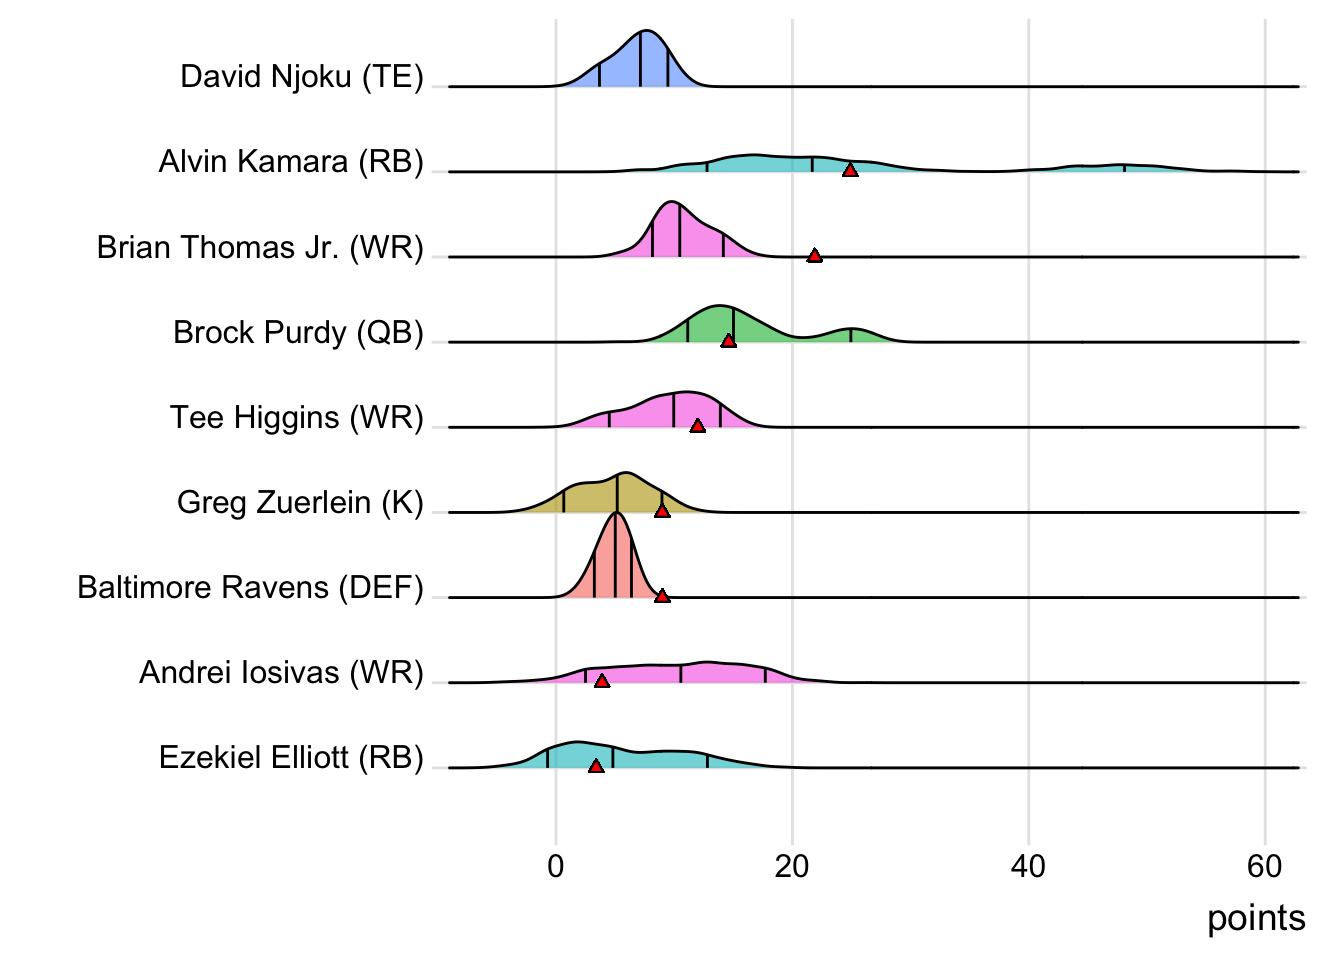 David Njoku (TE)
Alvin Kamara (RB)
Brian Thomas Jr. (WR)
Brock Purdy (QB)
Tee Higgins (WR)
Greg Zuerlein (K)
Baltimore Ravens (DEF)
Andrei Iosivas (WR)
Ezekiel Elliott (RB)
0 20 40 60
points